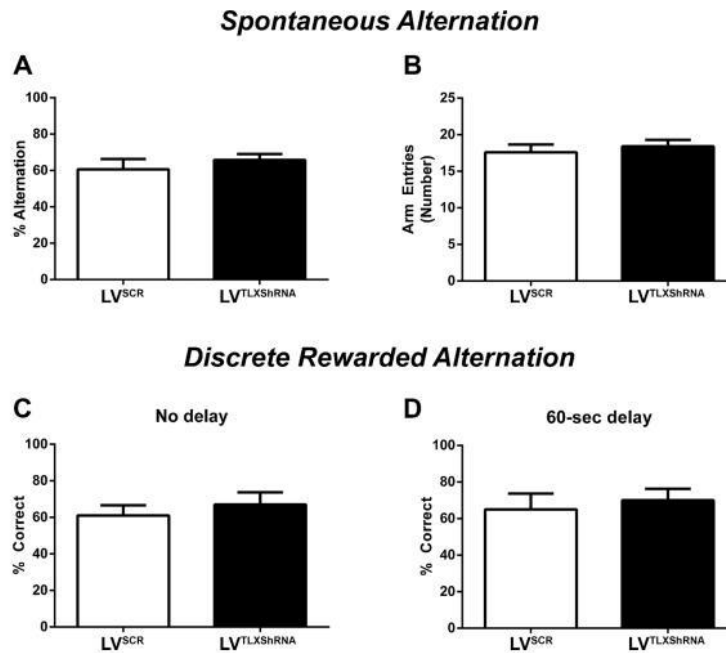 Spontaneous Alternation
A
B
% Alternation
100
80
60
40
20
0
LVSCR
LVTLXShRNA
Arm Entries
(Number)
25
20
15
10
5
0
LVSCR
LVTLXShRNA
Discrete Rewarded Alternation
C
No delay
D
60-sec delay
% Correct
100
80
60
40
20
0
LVSCR
LVTLXShRNA
% Correct
100
80
60
40
20
0
LVSCR
LVTLXShRNA